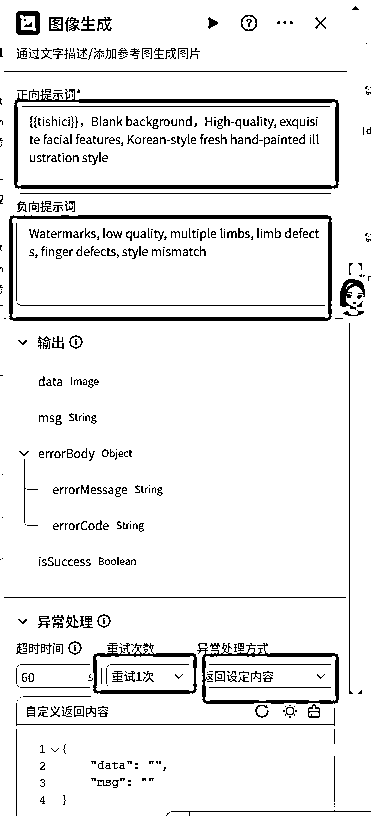 图像生成
通过文字描述/添加参考图生成图片
正向提示词*
{{tishici}}, Blank background, High-quality, exquisi
te facial features, Korean-style fresh hand-painted ill
ustration style
负向提示词
Watermarks, low quality, multiple limbs, limb defect
s, finger defects, style mismatch
输出
data Image
msg String
errorBody Object
errorMessage String
errorCode String
isSuccess Boolean
异常处理
超时时间 重试次数 异常处理方式
60 s 重试1次 返回设定内容
自定义返回内容
1 {
2 "data": "",
3 "msg": ""
4 }